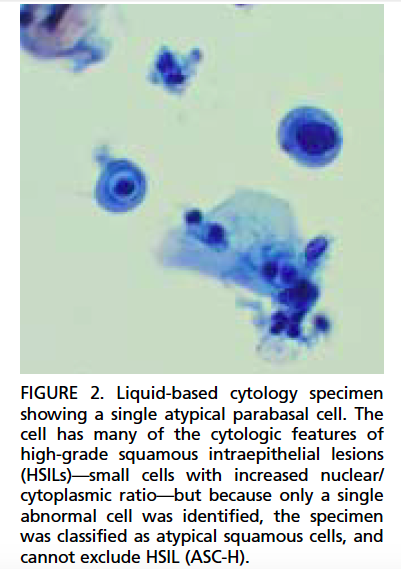 FIGURE 2. Liquid-based cytology specimen
showing a single atypical parabasal cell. The
cell has many of the cytologic features of
high-grade squamous intraepithelial lesions
(HSILs)—small cells with increased nuclear/
cytoplasmic ratio—but because only a single
abnormal cell was identified, the specimen
was classified as atypical squamous cells, and
cannot exclude HSIL (ASC-H).